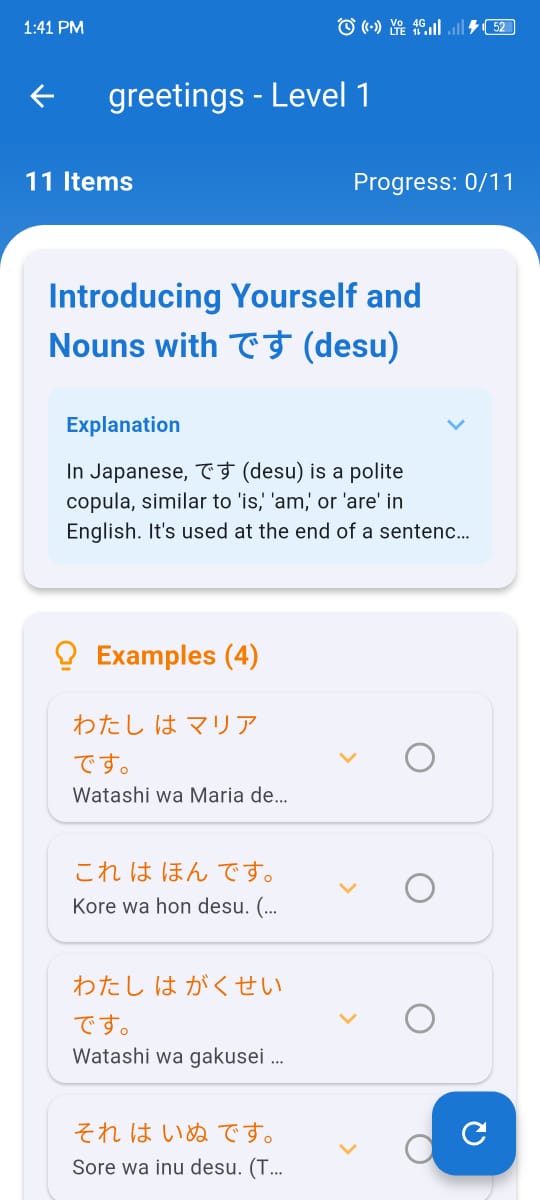 1:41 PM
Vo LTE 4G 52
greetings - Level 1
11 Items
Progress: 0/11
Introducing Yourself and
Nouns with です (desu)
Explanation
In Japanese, です (desu) is a polite
copula, similar to 'is,' 'am,' or 'are' in
English. It's used at the end of a sentenc...
Examples (4)
わたし は マリア
です。
Watashi wa Maria de...
これ は ほん です。
Kore wa hon desu. (...
わたし は がくせい
です。
Watashi wa gakusei ...
それ は いぬ です。
Sore wa inu desu. (T...